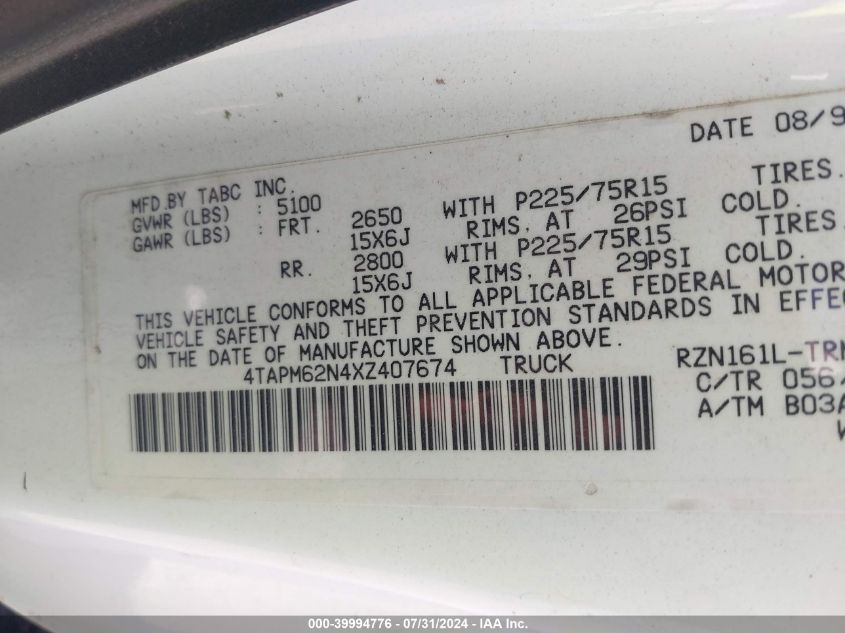 DATE 08/9
MFD.BY TABC INC.
GVWR (LBS) : 5100
GAWR (LBS) : FRT. 2650 WITH P225/75R15 TIRES.
15X6J RIMS, AT 26PSI COLD.
RR. 2800 WITH P225/75R15 TIRES.
15X6J RIMS, AT 29PSI COLD.
THIS VEHICLE CONFORMS TO ALL APPLICABLE FEDERAL MOTOR
VEHICLE SAFETY AND THEFT PREVENTION STANDARDS IN EFFE
ON THE DATE OF MANUFACTURE SHOWN ABOVE.
4TAPM62N4XZ407674 TRUCK RZN161L-TR
C/TR 056/
A/TM B03A
000-39994776 - 07/31/2024 - IAA Inc.